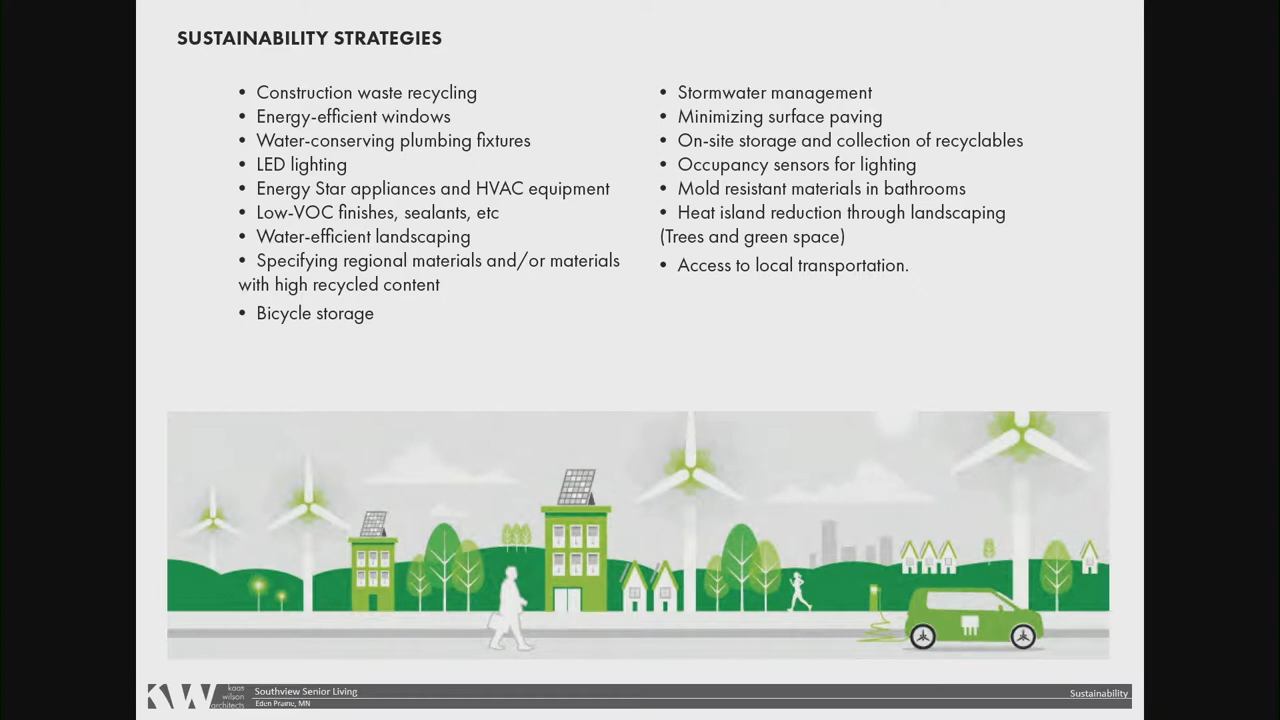 SUSTAINABILITY STRATEGIES
• Construction waste recycling
• Energy-efficient windows
• Water-conserving plumbing fixtures
• LED lighting
• Energy Star appliances and HVAC equipment
• Low-VOC finishes, sealants, etc
• Water-efficient landscaping
• Specifying regional materials and/or materials
with high recycled content
• Bicycle storage
• Stormwater management
• Minimizing surface paving
• On-site storage and collection of recyclables
• Occupancy sensors for lighting
• Mold resistant materials in bathrooms
• Heat island reduction through landscaping
(Trees and green space)
• Access to local transportation.
KW
kaas
wilson
architects
Southview Senior Living
Eden Prairie, MN
Sustainability